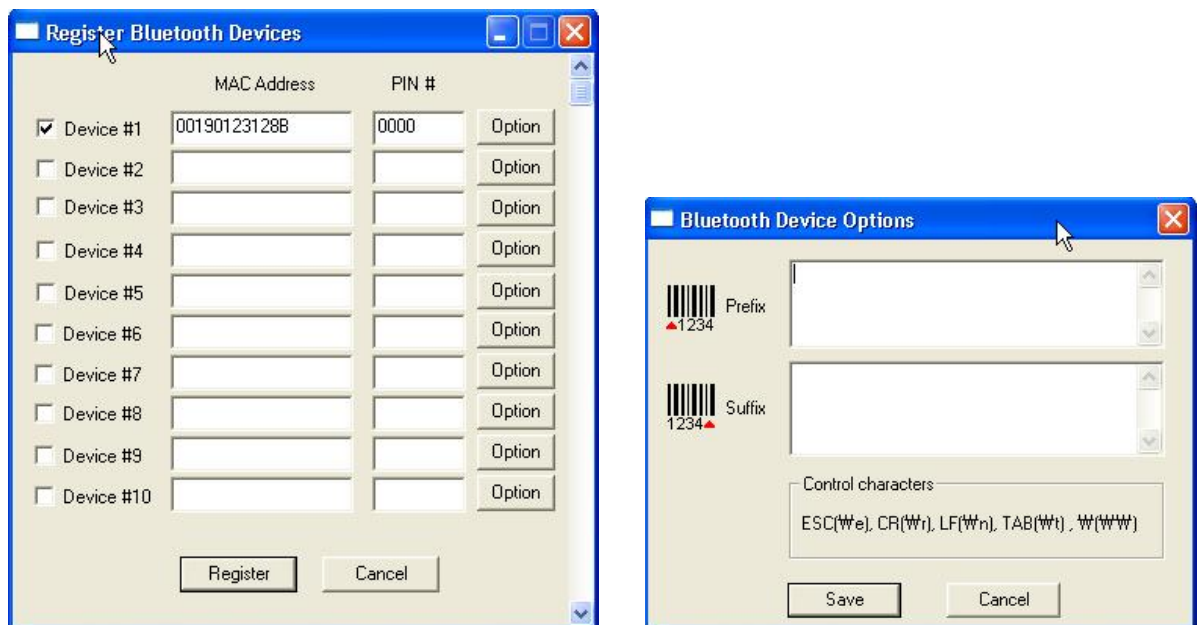 Register Bluetooth Devices
MAC Address PIN #
Device #1 00190123128B 0000 Option
Device #2 Option
Device #3 Option
Device #4 Option
Device #5 Option
Device #6 Option
Device #7 Option
Device #8 Option
Device #9 Option
Device #10 Option
Register Cancel
Bluetooth Device Options
1234 Prefix
1234 Suffix
Control characters
ESC(₩e), CR(₩r), LF(₩n), TAB(₩t) , ₩(₩₩)
Save Cancel